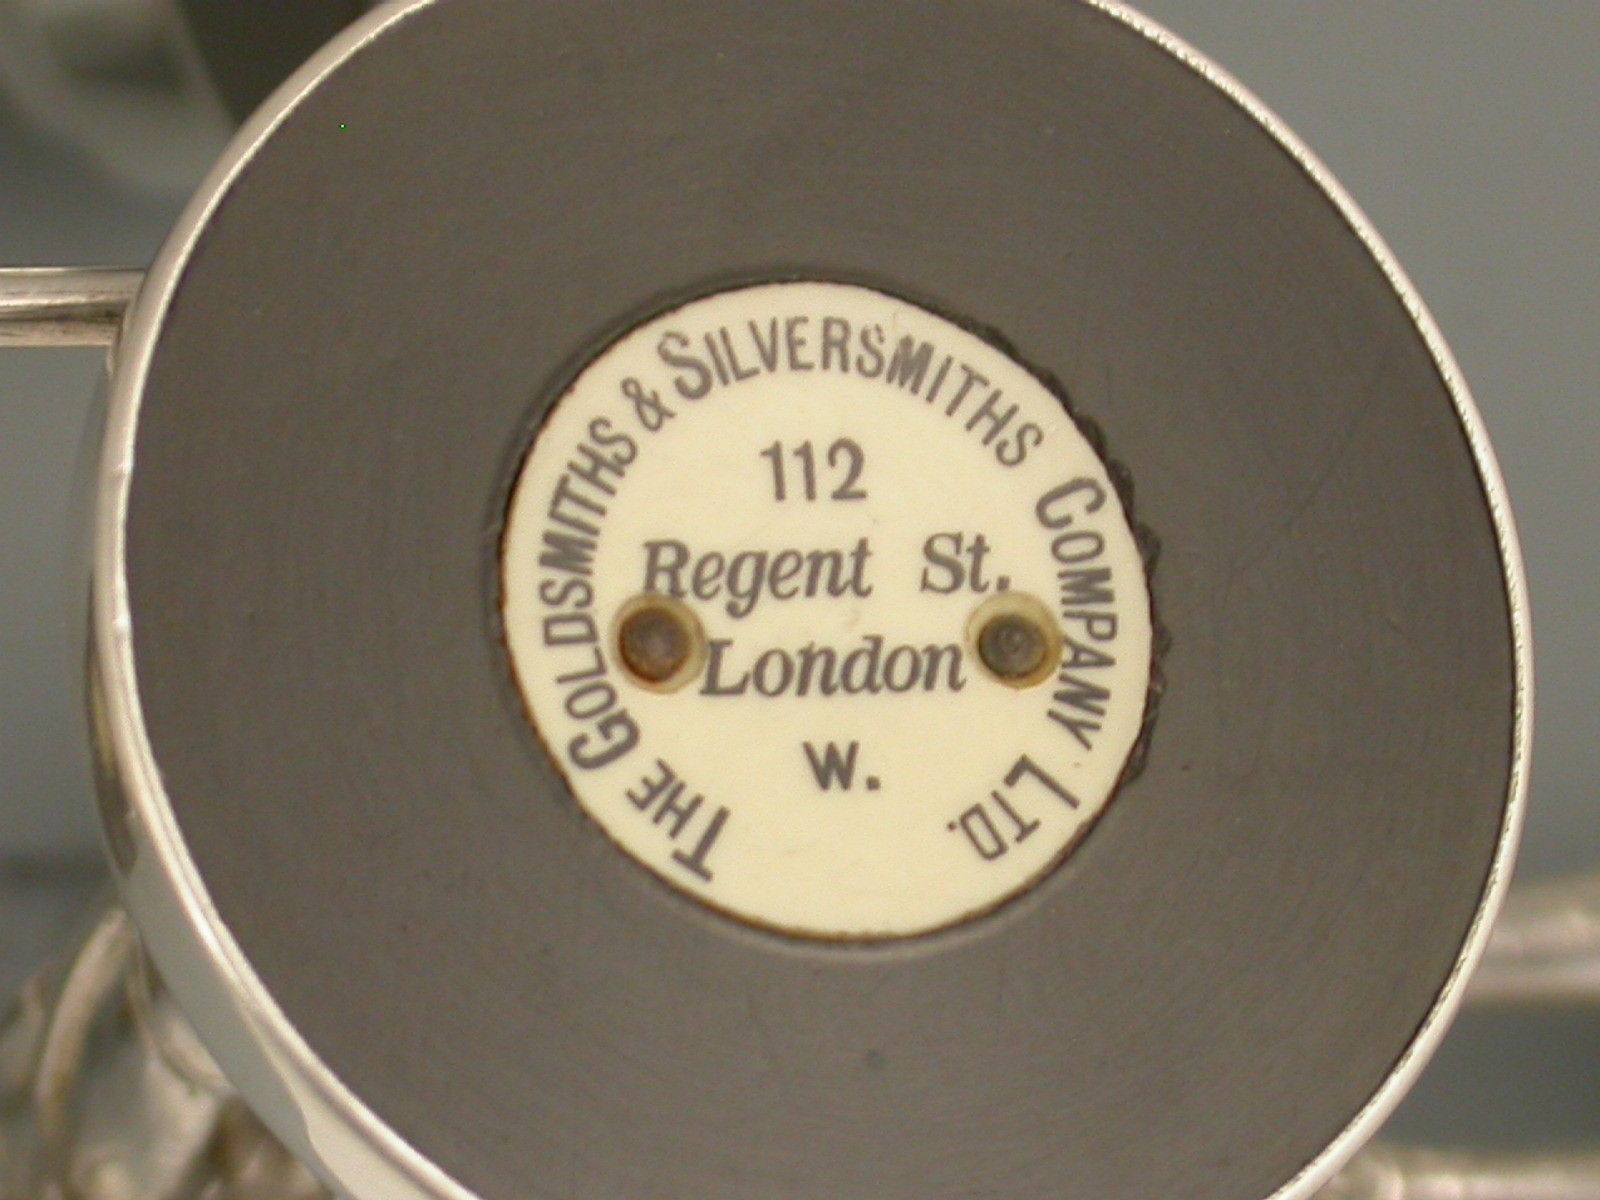 THE GOLDSMITHS & SILVERSMITHS COMPANY LTD.
112
Regent St.
London
W.